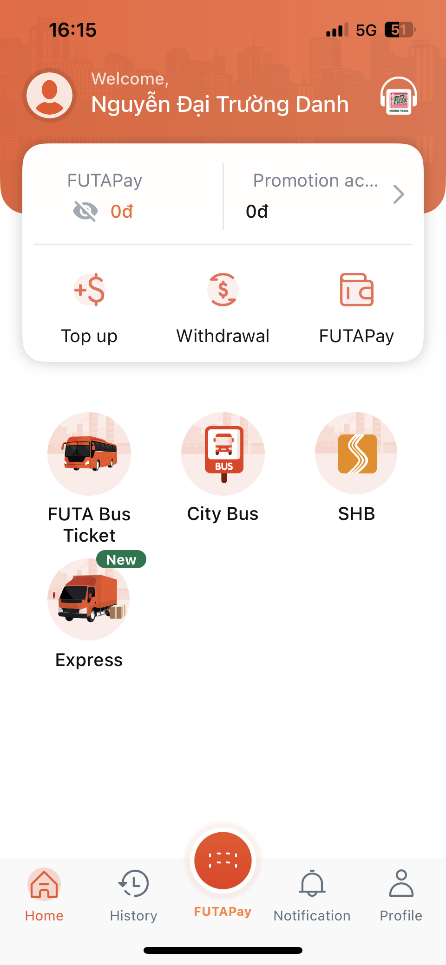 16:15
5G
51
Welcome,
Nguyễn Đại Trường Danh
FUTAPay
Promotion ac...
0đ
0đ
Top up
Withdrawal
FUTAPay
BUS
FUTA Bus
Ticket
City Bus
SHB
New
Express
Home
History
FUTAPay
Notification
Profile